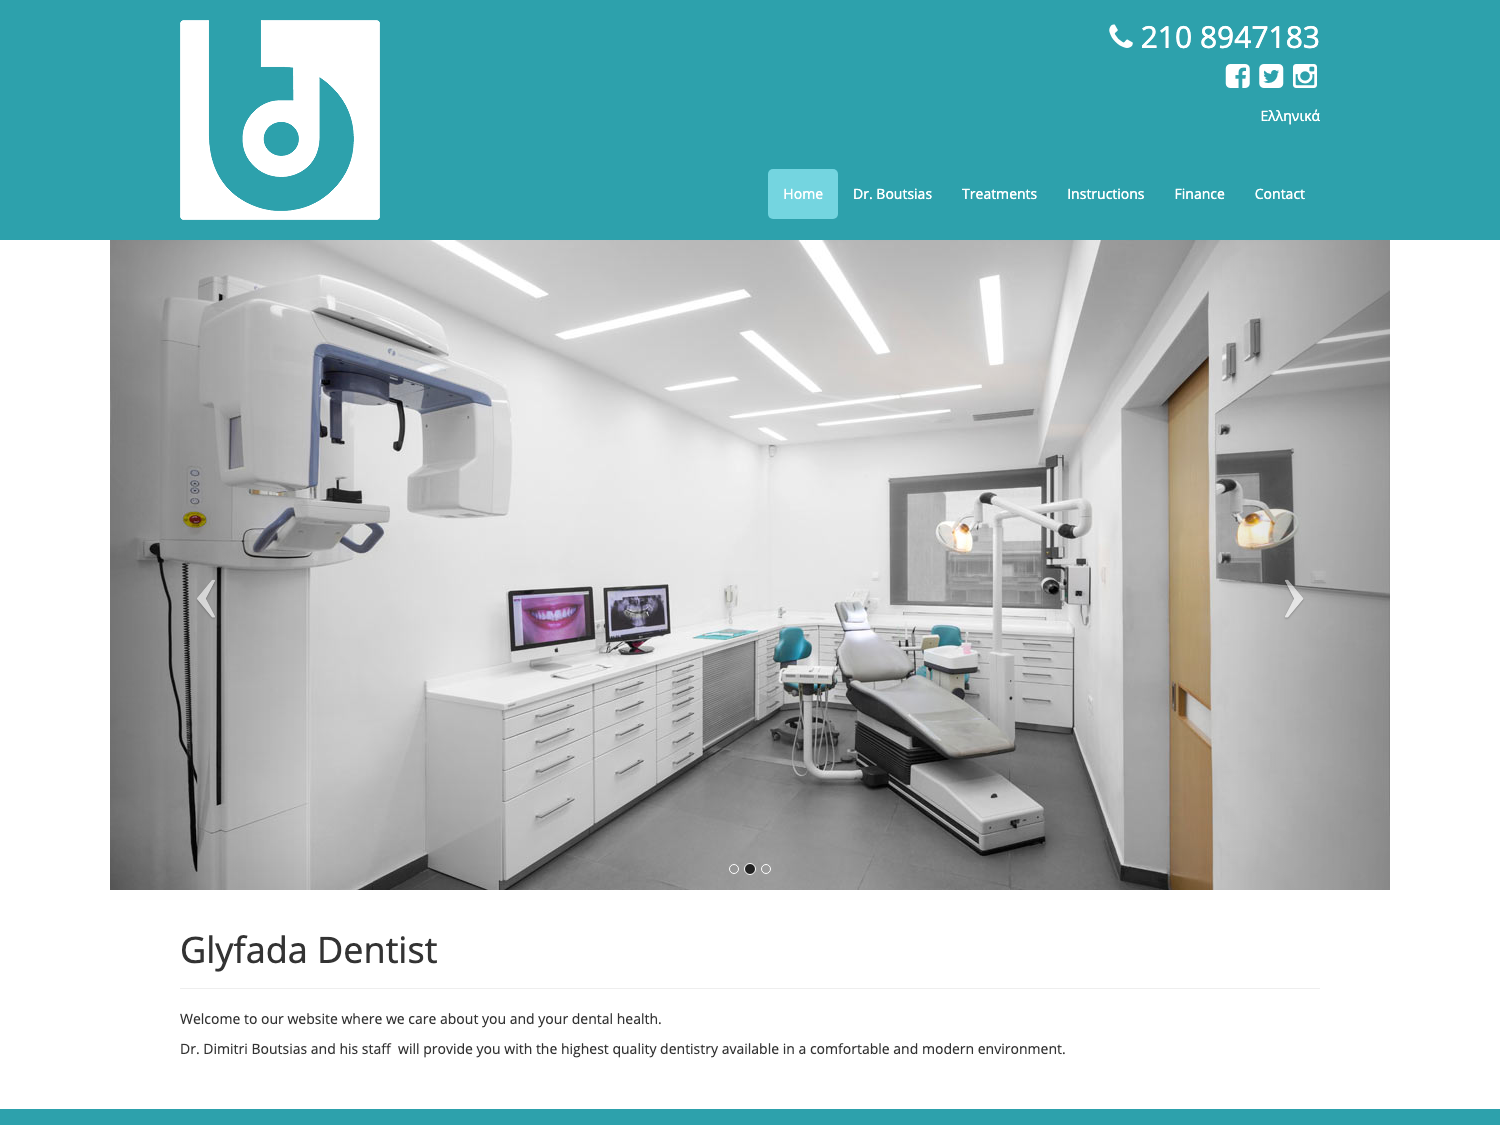 210 8947183
Ελληνικά
Home Dr. Boutsias Treatments Instructions Finance Contact
Glyfada Dentist
Welcome to our website where we care about you and your dental health.
Dr. Dimitri Boutsias and his staff will provide you with the highest quality dentistry available in a comfortable and modern environment.